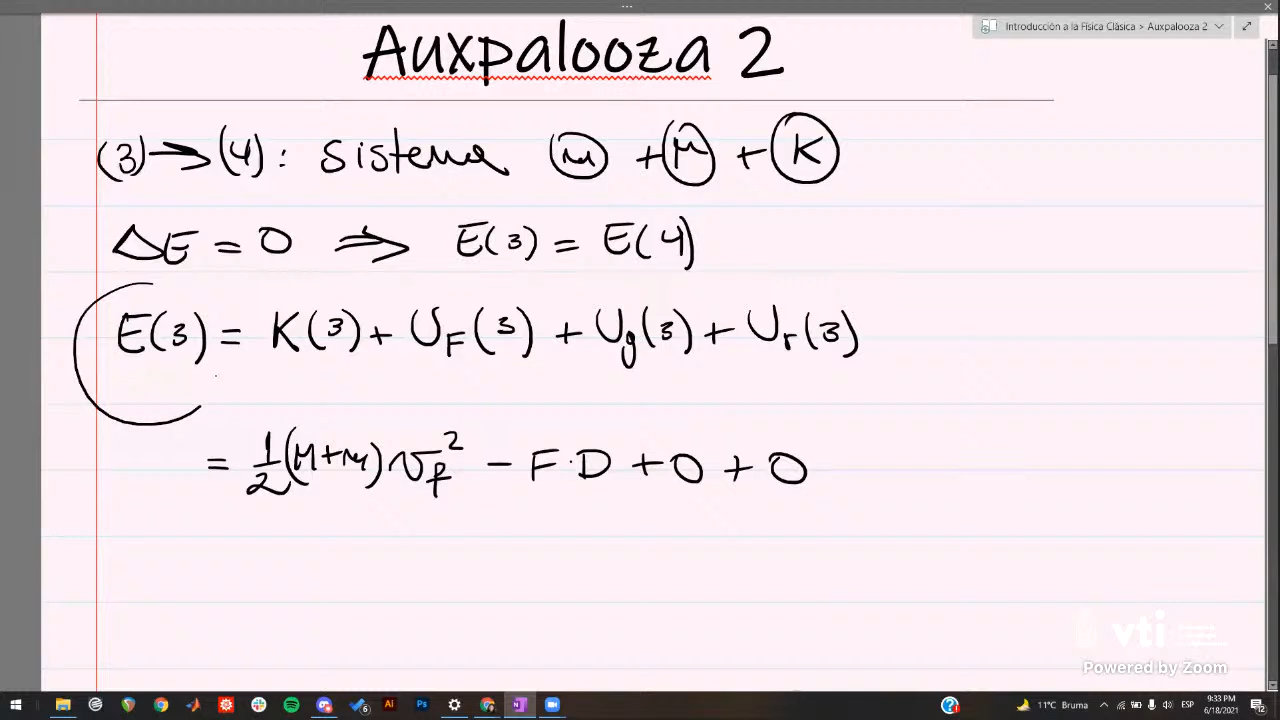 Introducción a la Física Clásica > Auxpalooza 2
Auxpalooza 2
(3)→(4): sistema m + M + K
ΔE = 0 ⇒ E(3) = E(4)
E(3) = K(3) + U_F(3) + U_g(3) + U_r(3)
= 1/2 (M+m) v_f^2 - F·D + 0 + 0
vti
Powered by Zoom
11°C Bruma
ESP
9:33 PM
6/18/2021